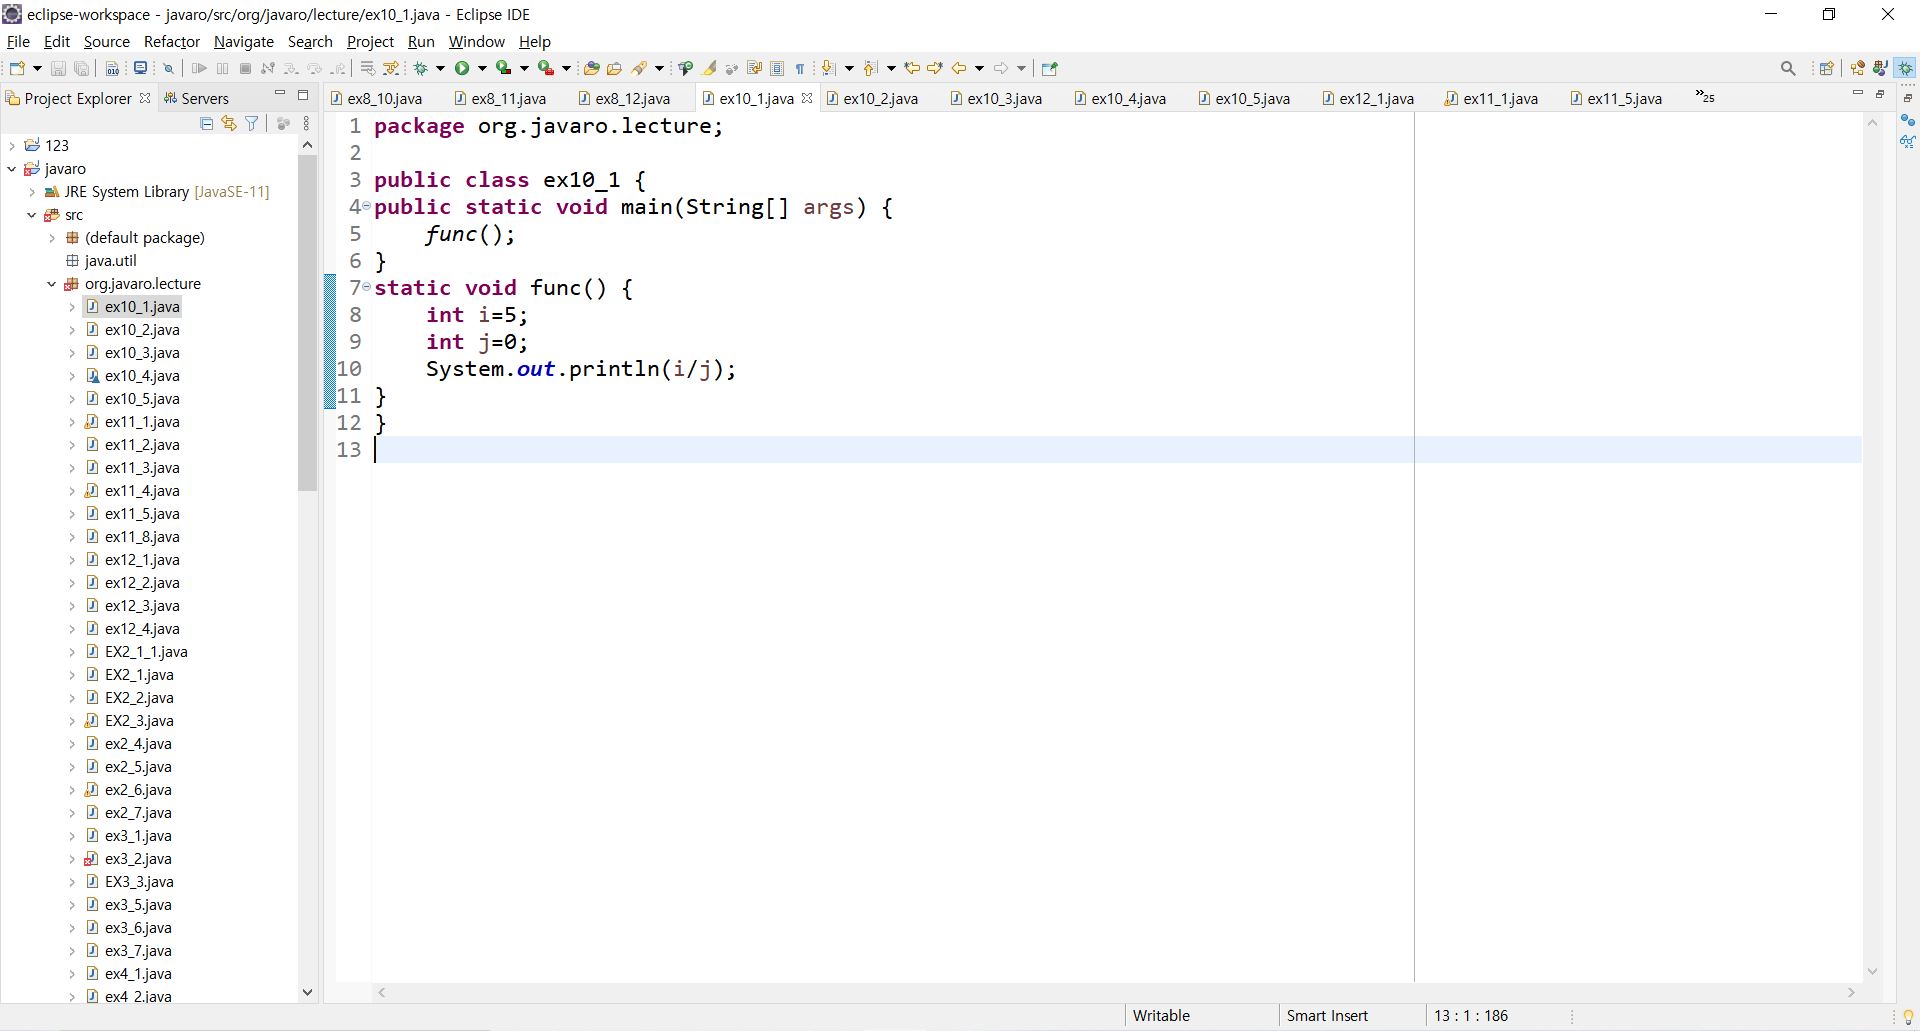 eclipse-workspace - javaro/src/org/javaro/lecture/ex10_1.java - Eclipse IDE
File Edit Source Refactor Navigate Search Project Run Window Help
Project Explorer Servers
ex8_10.java ex8_11.java ex8_12.java ex10_1.java ex10_2.java ex10_3.java ex10_4.java ex10_5.java ex12_1.java ex11_1.java ex11_5.java »25
123
javaro
JRE System Library [JavaSE-11]
src
(default package)
java.util
org.javaro.lecture
ex10_1.java
ex10_2.java
ex10_3.java
ex10_4.java
ex10_5.java
ex11_1.java
ex11_2.java
ex11_3.java
ex11_4.java
ex11_5.java
ex11_8.java
ex12_1.java
ex12_2.java
ex12_3.java
ex12_4.java
EX2_1_1.java
EX2_1.java
EX2_2.java
EX2_3.java
ex2_4.java
ex2_5.java
ex2_6.java
ex2_7.java
ex3_1.java
ex3_2.java
EX3_3.java
ex3_5.java
ex3_6.java
ex3_7.java
ex4_1.java
ex4_2.java
1 package org.javaro.lecture;
2
3 public class ex10_1 {
4 public static void main(String[] args) {
5 func();
6 }
7 static void func() {
8 int i=5;
9 int j=0;
10 System.out.println(i/j);
11 }
12 }
13
Writable Smart Insert 13 : 1 : 186